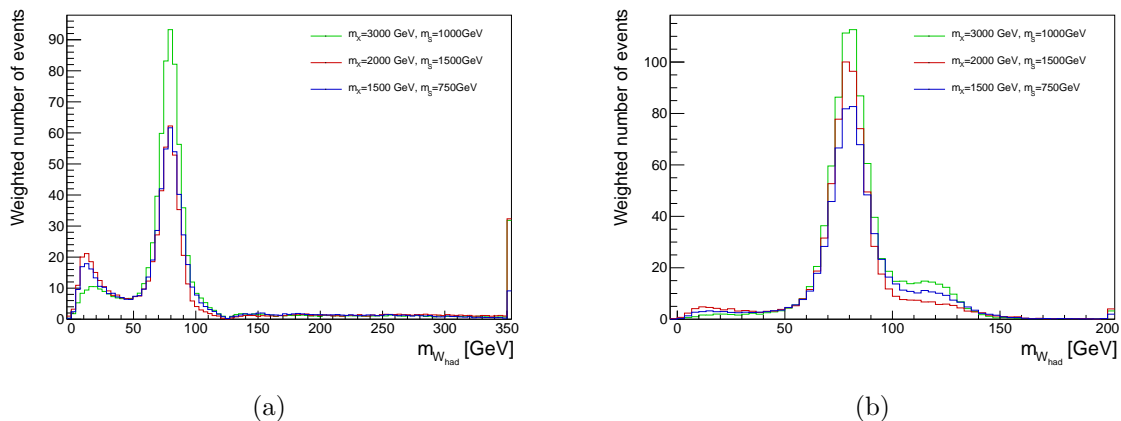 Weighted number of events
90
80
70
60
50
40
30
20
10
0
0 50 100 150 200 250 300 350
m_{W_{had}} [GeV]
m_X=3000 GeV, m_S=1000GeV
m_X=2000 GeV, m_S=1500GeV
m_X=1500 GeV, m_S=750GeV
(a)
Weighted number of events
100
80
60
40
20
0
0 50 100 150 200
m_{W_{had}} [GeV]
m_X=3000 GeV, m_S=1000GeV
m_X=2000 GeV, m_S=1500GeV
m_X=1500 GeV, m_S=750GeV
(b)